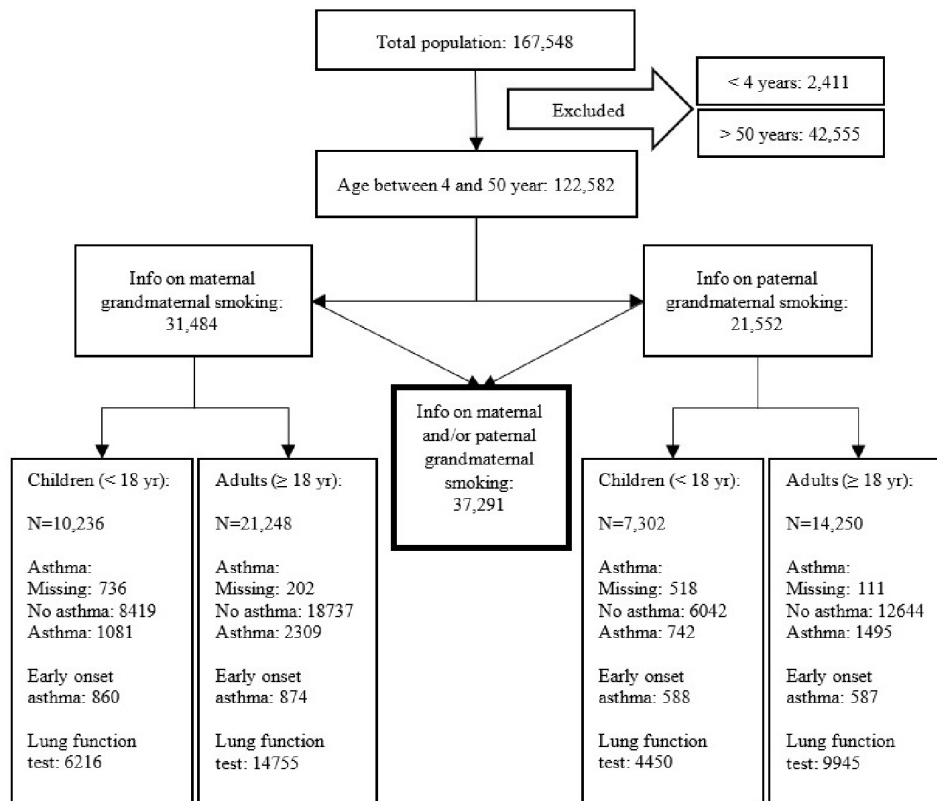 Total population: 167,548
Excluded
< 4 years: 2,411
> 50 years: 42,555
Age between 4 and 50 year: 122,582
Info on maternal
grandmaternal smoking:
31,484
Info on paternal
grandmaternal smoking:
21,552
Info on maternal
and/or paternal
grandmaternal
smoking:
37,291
Children (< 18 yr):
N=10,236
Asthma:
Missing: 736
No asthma: 8419
Asthma: 1081
Early onset
asthma: 860
Lung function
test: 6216
Adults (≥ 18 yr):
N=21,248
Asthma:
Missing: 202
No asthma: 18737
Asthma: 2309
Early onset
asthma: 874
Lung function
test: 14755
Children (< 18 yr):
N=7,302
Asthma:
Missing: 518
No asthma: 6042
Asthma: 742
Early onset
asthma: 588
Lung function
test: 4450
Adults (≥ 18 yr):
N=14,250
Asthma:
Missing: 111
No asthma: 12644
Asthma: 1495
Early onset
asthma: 587
Lung function
test: 9945